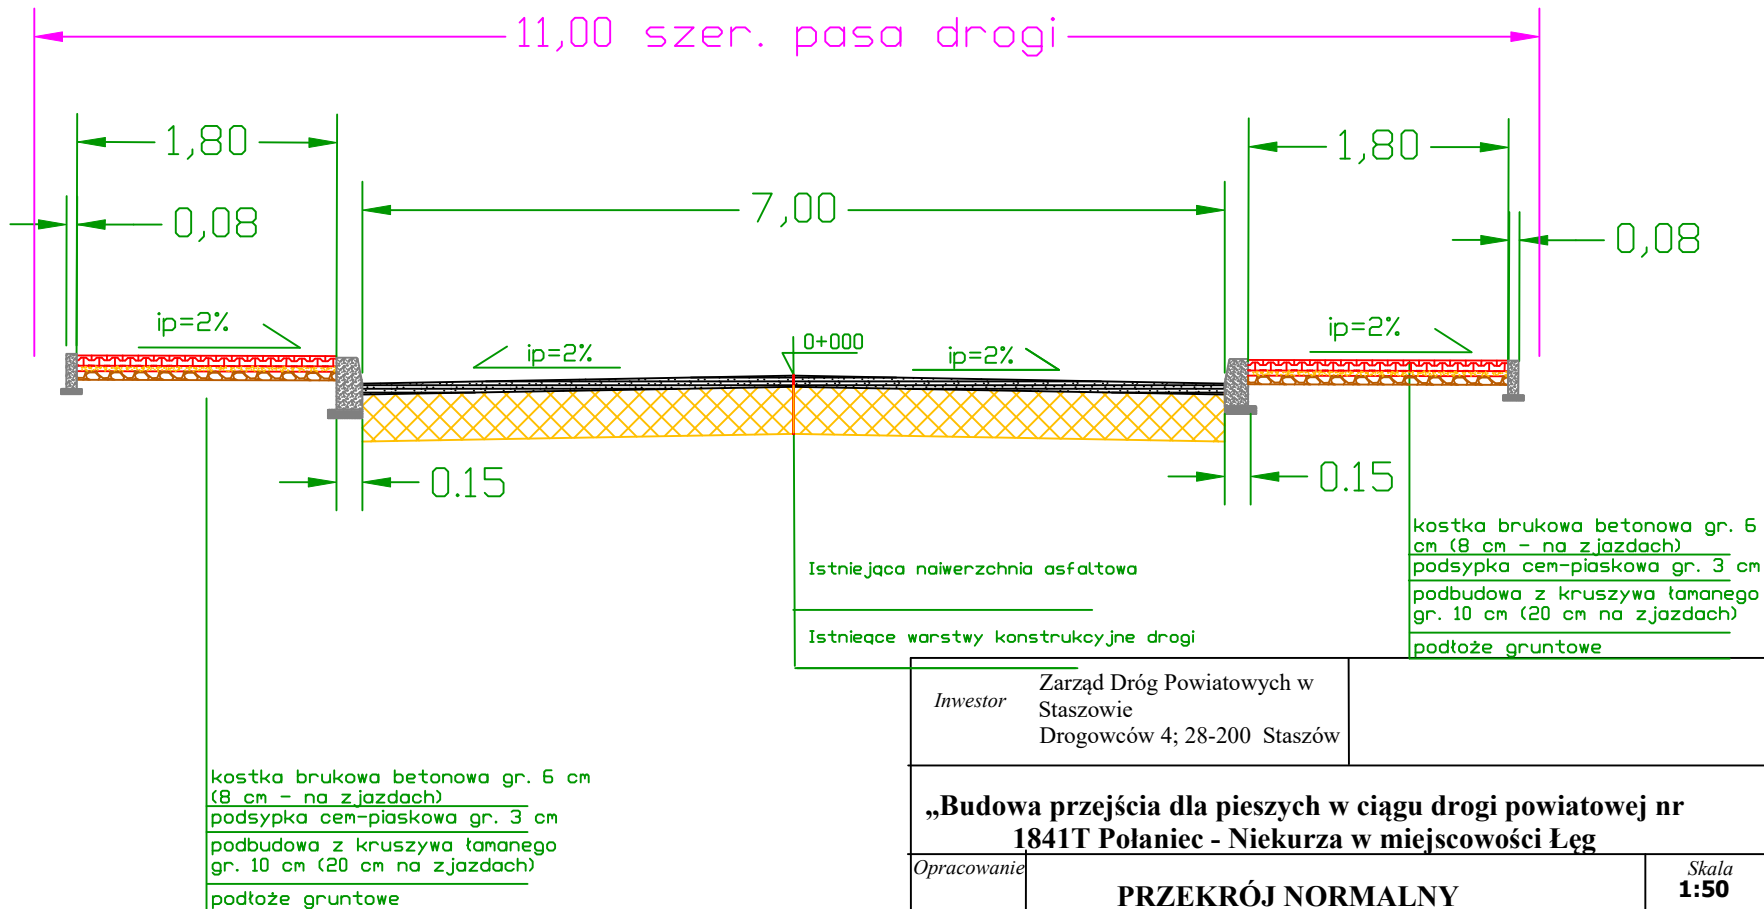 11,00 szer. pasa drogi
1,80
1,80
7,00
0,08
0,08
ip=2%
ip=2%
0+000
ip=2%
ip=2%
0.15
0.15
Istniejąca naiwerzchnia asfaltowa
Istnieące warstwy konstrukcyjne drogi
kostka brukowa betonowa gr. 6
cm (8 cm - na zjazdach)
podsypka cem-piaskowa gr. 3 cm
podbudowa z kruszywa łamanego
gr. 10 cm (20 cm na zjazdach)
podłoże gruntowe
kostka brukowa betonowa gr. 6 cm
(8 cm - na zjazdach)
podsypka cem-piaskowa gr. 3 cm
podbudowa z kruszywa łamanego
gr. 10 cm (20 cm na zjazdach)
podłoże gruntowe
Inwestor
Zarząd Dróg Powiatowych w
Staszowie
Drogowców 4; 28-200 Staszów
„Budowa przejścia dla pieszych w ciągu drogi powiatowej nr
1841T Połaniec - Niekurza w miejscowości Łęg
Opracowanie
PRZEKRÓJ NORMALNY
Skala
1:50